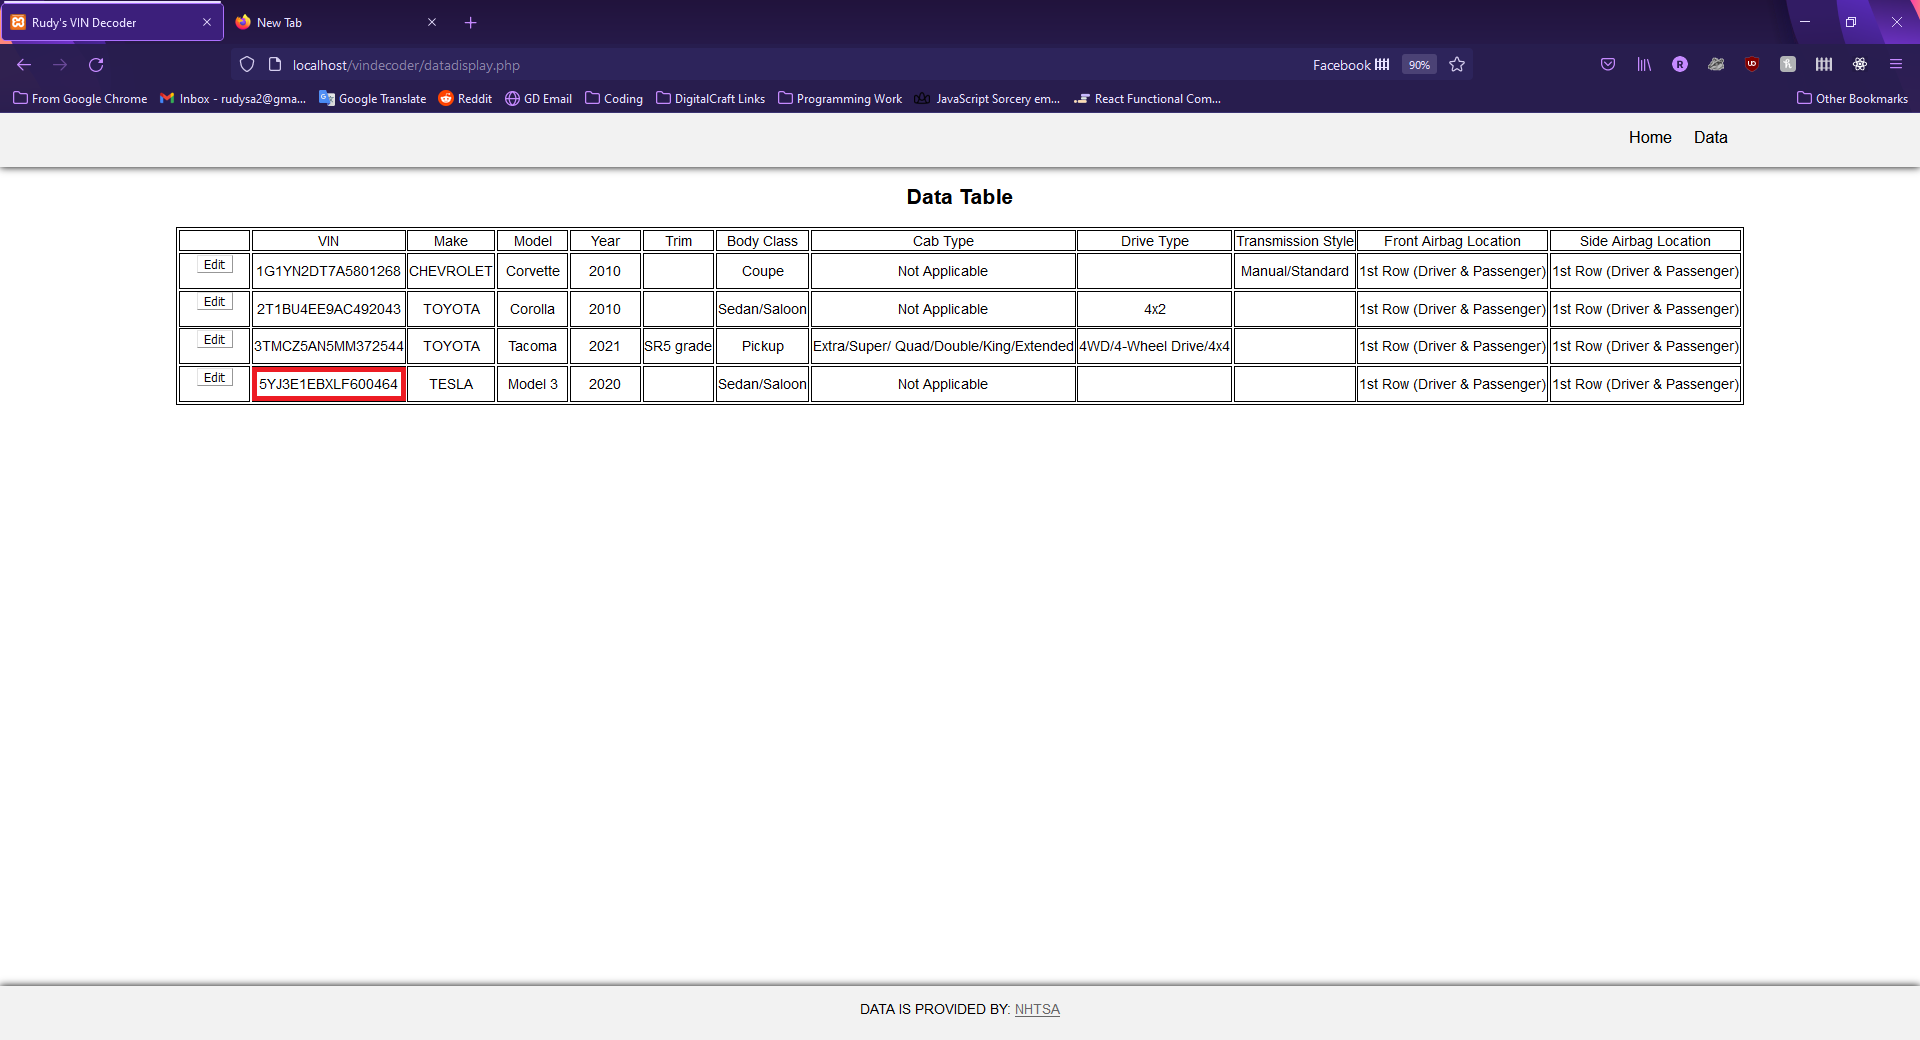 Rudy's VIN Decoder New Tab
localhost/vindecoder/datadisplay.php Facebook 90%
From Google Chrome Inbox - rudysa2@gma... Google Translate Reddit GD Email Coding DigitalCraft Links Programming Work JavaScript Sorcery em... React Functional Com... Other Bookmarks
Home Data
Data Table
VIN Make Model Year Trim Body Class Cab Type Drive Type Transmission Style Front Airbag Location Side Airbag Location
Edit 1G1YN2DT7A5801268 CHEVROLET Corvette 2010 Coupe Not Applicable Manual/Standard 1st Row (Driver & Passenger) 1st Row (Driver & Passenger)
Edit 2T1BU4EE9AC492043 TOYOTA Corolla 2010 Sedan/Saloon Not Applicable 4x2 1st Row (Driver & Passenger) 1st Row (Driver & Passenger)
Edit 3TMCZ5AN5MM372544 TOYOTA Tacoma 2021 SR5 grade Pickup Extra/Super/ Quad/Double/King/Extended 4WD/4-Wheel Drive/4x4 1st Row (Driver & Passenger) 1st Row (Driver & Passenger)
Edit 5YJ3E1EBXLF600464 TESLA Model 3 2020 Sedan/Saloon Not Applicable 1st Row (Driver & Passenger) 1st Row (Driver & Passenger)
DATA IS PROVIDED BY: NHTSA